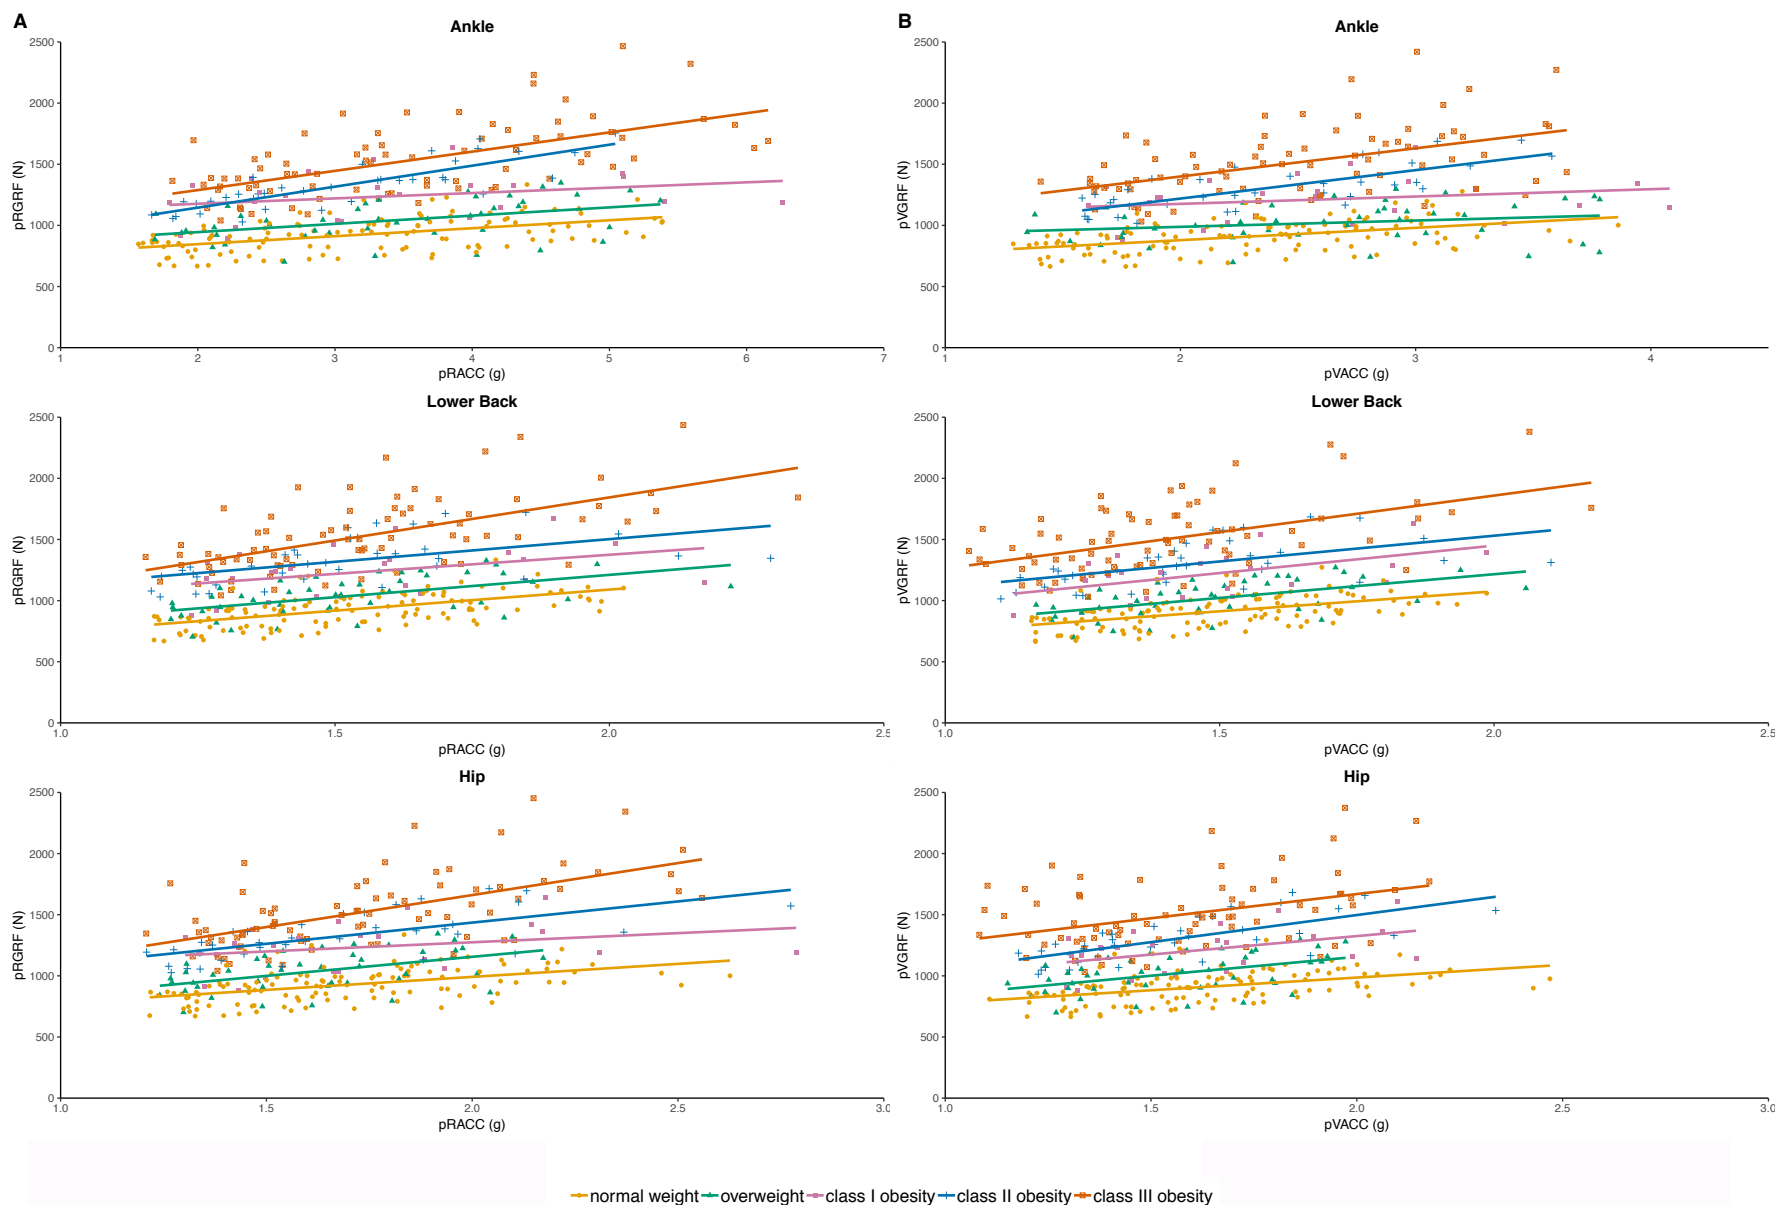 A
B
Ankle
Ankle
2500
2000
1500
1000
500
0
pRGRF (N)
1 2 3 4 5 6 7
pRACC (g)
2500
2000
1500
1000
500
0
pVGRF (N)
1 2 3 4
pVACC (g)
Lower Back
Lower Back
2500
2000
1500
1000
500
0
pRGRF (N)
1.0 1.5 2.0 2.5
pRACC (g)
2500
2000
1500
1000
500
0
pVGRF (N)
1.0 1.5 2.0 2.5
pVACC (g)
Hip
Hip
2500
2000
1500
1000
500
0
pRGRF (N)
1.0 1.5 2.0 2.5 3.0
pRACC (g)
2500
2000
1500
1000
500
0
pVGRF (N)
1.0 1.5 2.0 2.5 3.0
pVACC (g)
normal weight overweight class I obesity class II obesity class III obesity